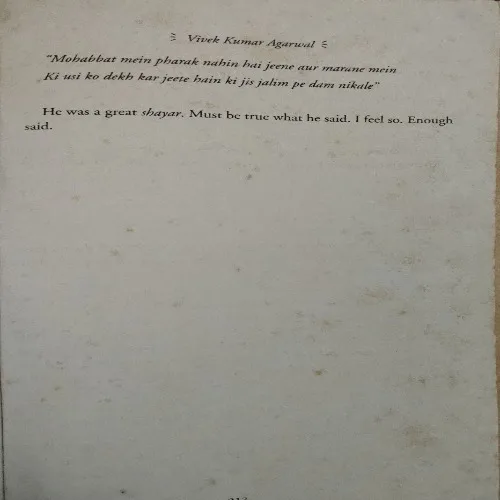 Vivek Kumar Agarwal
"Mohabbat mein pharak nahin hai jeene aur marane mein
Ki usi ko dekh kar jeete hain ki jis jalim pe dam nikale"
He was a great shayar. Must be true what he said. I feel so. Enough
said.